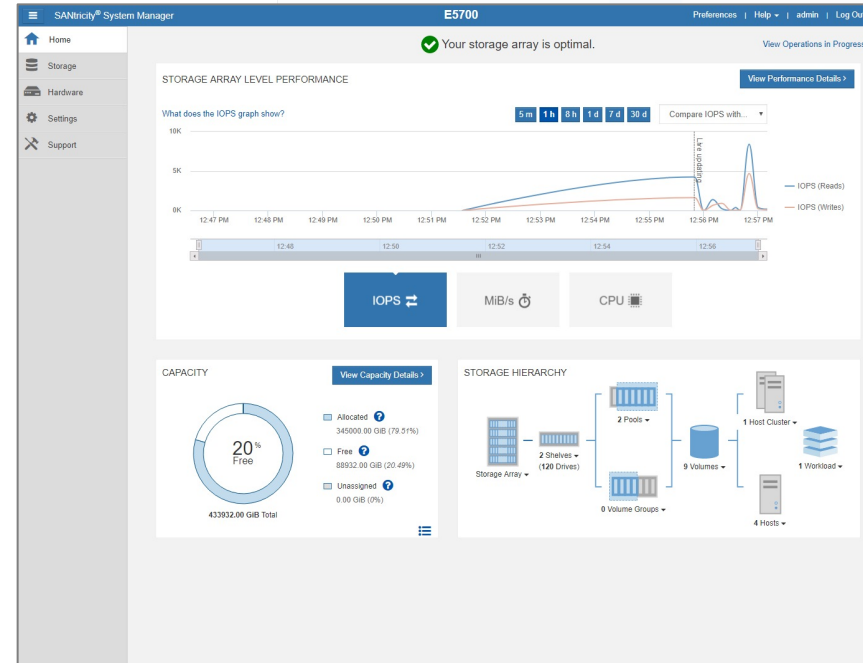 SANtricity® System Manager
E5700
Preferences | Help | admin | Log Out
Home
Storage
Hardware
Settings
Support
Your storage array is optimal.
View Operations in Progress
STORAGE ARRAY LEVEL PERFORMANCE
View Performance Details >
What does the IOPS graph show?
5 m 1 h 8 h 1 d 7 d 30 d
Compare IOPS with...
10K
5K
0K
Live updating
IOPS (Reads)
IOPS (Writes)
12:47 PM 12:48 PM 12:49 PM 12:50 PM 12:51 PM 12:52 PM 12:53 PM 12:54 PM 12:55 PM 12:56 PM 12:57 PM
12:48 12:50 12:52 12:54 12:56
IOPS
MiB/s
CPU
CAPACITY
View Capacity Details >
20%
Free
433932.00 GiB Total
Allocated ?
345000.00 GiB (79.51%)
Free ?
88932.00 GiB (20.49%)
Unassigned ?
0.00 GiB (0%)
STORAGE HIERARCHY
Storage Array
2 Shelves
(120 Drives)
2 Pools
0 Volume Groups
9 Volumes
1 Host Cluster
4 Hosts
1 Workload